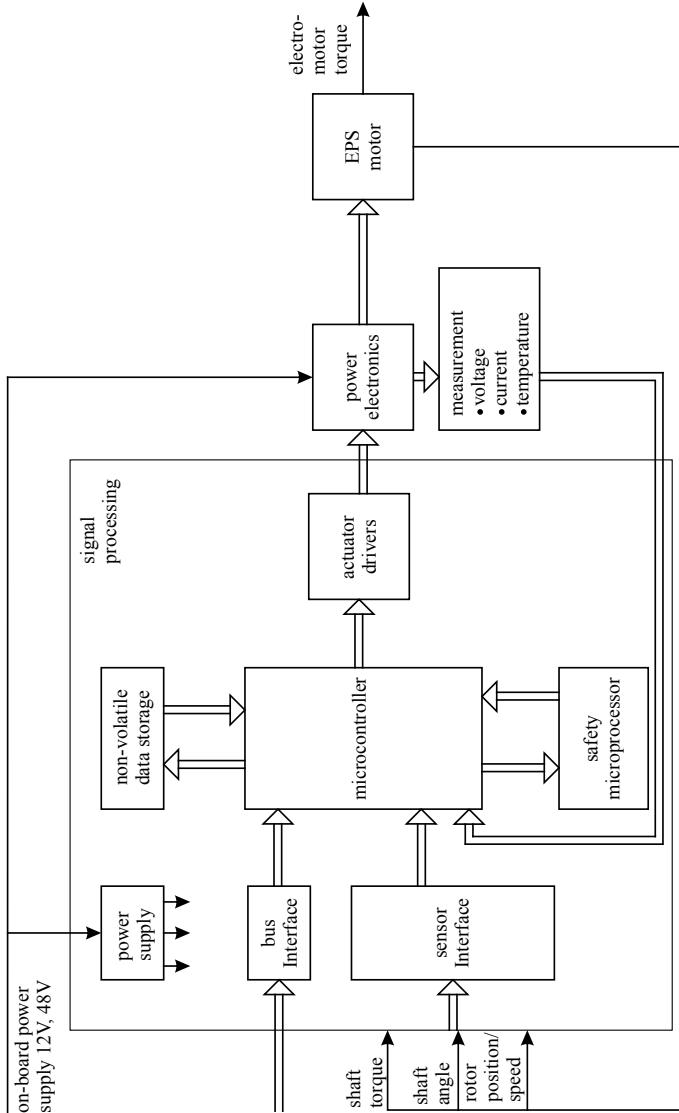 on-board power
supply 12V, 48V
signal
processing
power
supply
non-volatile
data storage
bus
Interface
microcontroller
actuator
drivers
power
electronics
EPS
motor
electro-
motor
torque
sensor
Interface
safety
microprocessor
measurement
• voltage
• current
• temperature
shaft
torque
shaft
angle
rotor
position/
speed